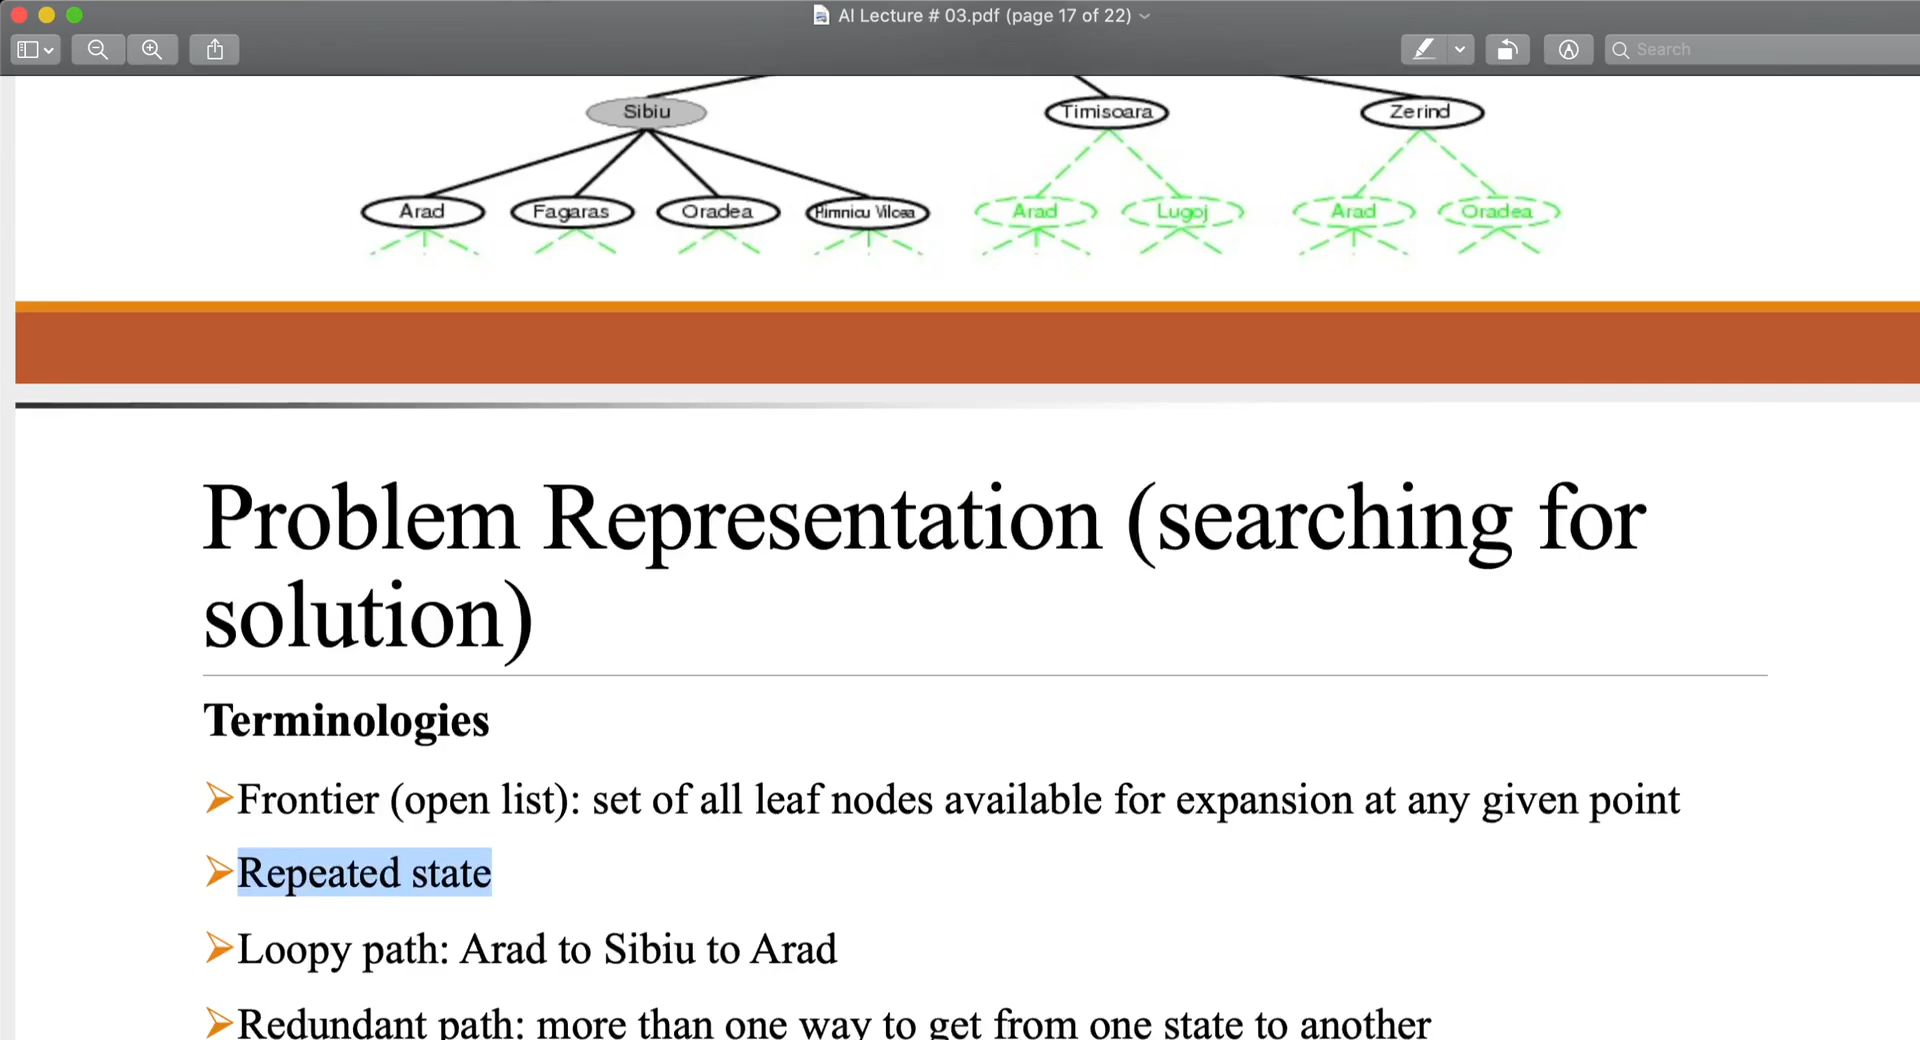 AI Lecture # 03.pdf (page 17 of 22)
Search
Sibiu Timisoara Zerind
Arad Fagaras Oradea Rimnicu Vilcea Arad Lugoj Arad Oradea
Problem Representation (searching for
solution)
Terminologies
➢Frontier (open list): set of all leaf nodes available for expansion at any given point
➢Repeated state
➢Loopy path: Arad to Sibiu to Arad
➢Redundant path: more than one way to get from one state to another